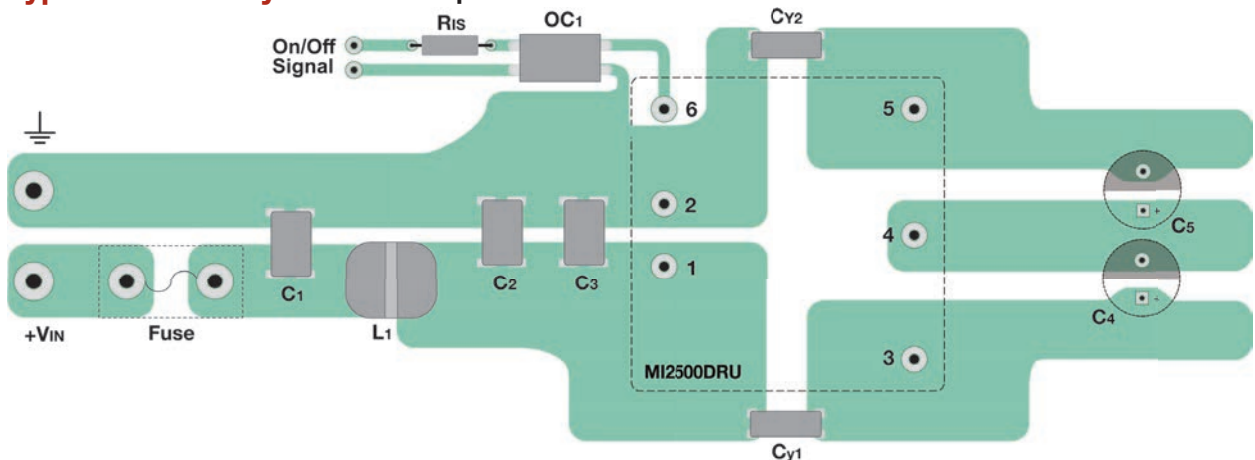 RIS
OC1
CY2
On/Off
Signal
6
5
2
4
1
C1
C2
C3
C5
+VIN
Fuse
L1
C4
3
MI2500DRU
Cy1
+
-